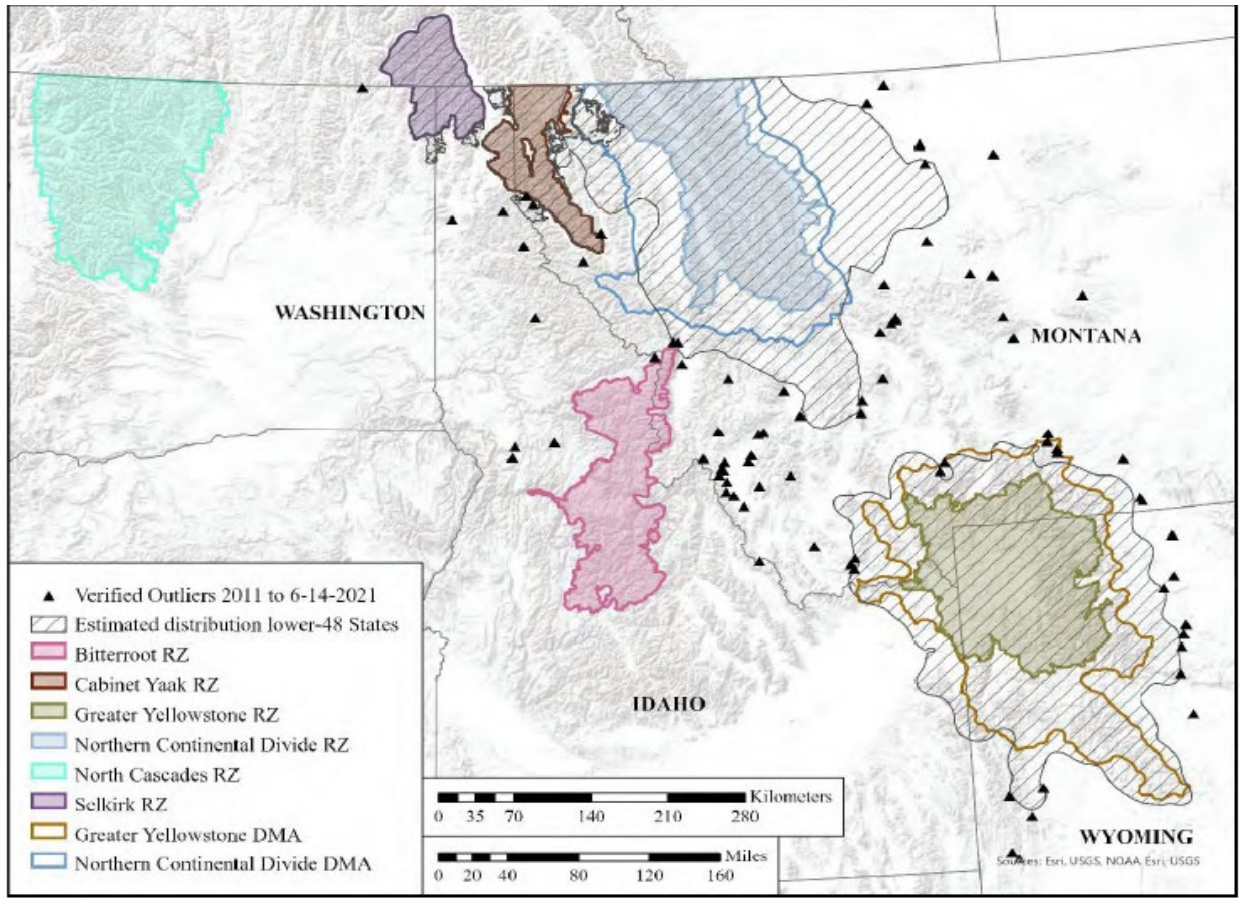 WASHINGTON
MONTANA
IDAHO
WYOMING
Sources: Esri, USGS, NOAA, Esri, USGS
Verified Outliers 2011 to 6-14-2021
Estimated distribution lower-48 States
Bitterroot RZ
Cabinet Yaak RZ
Greater Yellowstone RZ
Northern Continental Divide RZ
North Cascades RZ
Selkirk RZ
Greater Yellowstone DMA
Northern Continental Divide DMA
Kilometers
0 35 70 140 210 280
Miles
0 20 40 80 120 160